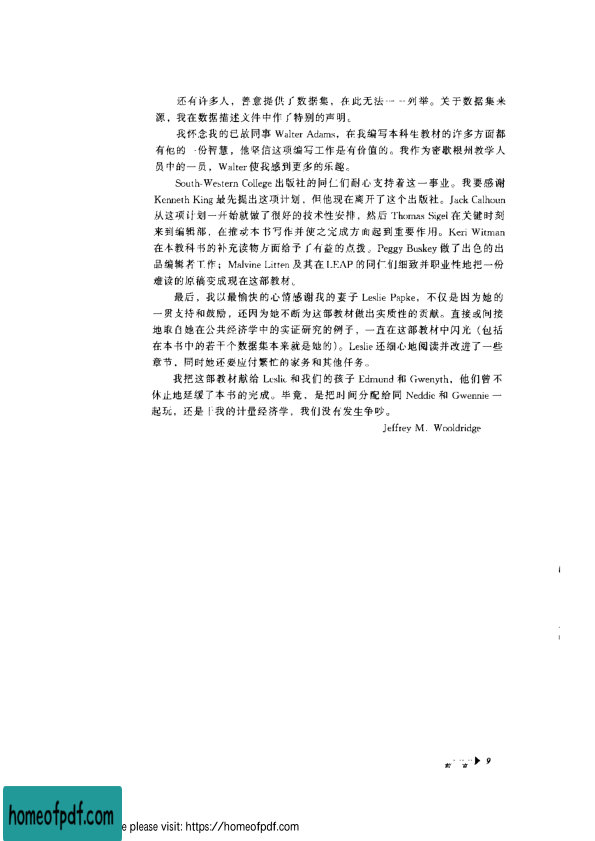 还有许多人，善意提供了数据集，在此无法一一列举。关于数据集来
源，我在数据描述文件中作了特别的声明。
我怀念我的已故同事 Walter Adams，在我编写本科生教材的许多方面都
有他的一份智慧，他坚信这项编写工作是有价值的。我作为密歇根州教学人
员中的一员，Walter 使我感到更多的乐趣。
South-Western College 出版社的同仁们耐心支持着这一事业。我要感谢
Kenneth King 最先提出这项计划，但他现在离开了这个出版社。Jack Calhoun
从这项计划一开始就做了很好的技术性安排，然后 Thomas Sigel 在关键时刻
来到编辑部，在推动本书写作并使之完成方面起到重要作用。Keri Witman
在本教科书的补充读物方面给予了有益的点拨。Peggy Buskey 做了出色的出
品编辑者工作；Malvine Litten 及其在 LEAP 的同仁们细致并职业性地把一份
难读的原稿变成现在这部教材。
最后，我以最愉快的心情感谢我的妻子 Leslie Papke，不仅是因为她的
一贯支持和鼓励，还因为她不断为这部教材做出实质性的贡献。直接或间接
地取自她在公共经济学中的实证研究的例子，一直在这部教材中闪光（包括
在本书中的若干个数据集本来就是她的）。Leslie 还细心地阅读并改进了一些
章节，同时她还要应付繁忙的家务和其他任务。
我把这部教材献给 Leslie 和我们的孩子 Edmund 和 Gwenyth，他们曾不
休止地延缓了本书的完成。毕竟，是把时间分配给同 Neddie 和 Gwennie 一
起玩，还是干我的计量经济学，我们没有发生争吵。
Jeffrey M. Wooldridge
前 言 ▶ 9
homeofpdf.com
e please visit: https://homeofpdf.com